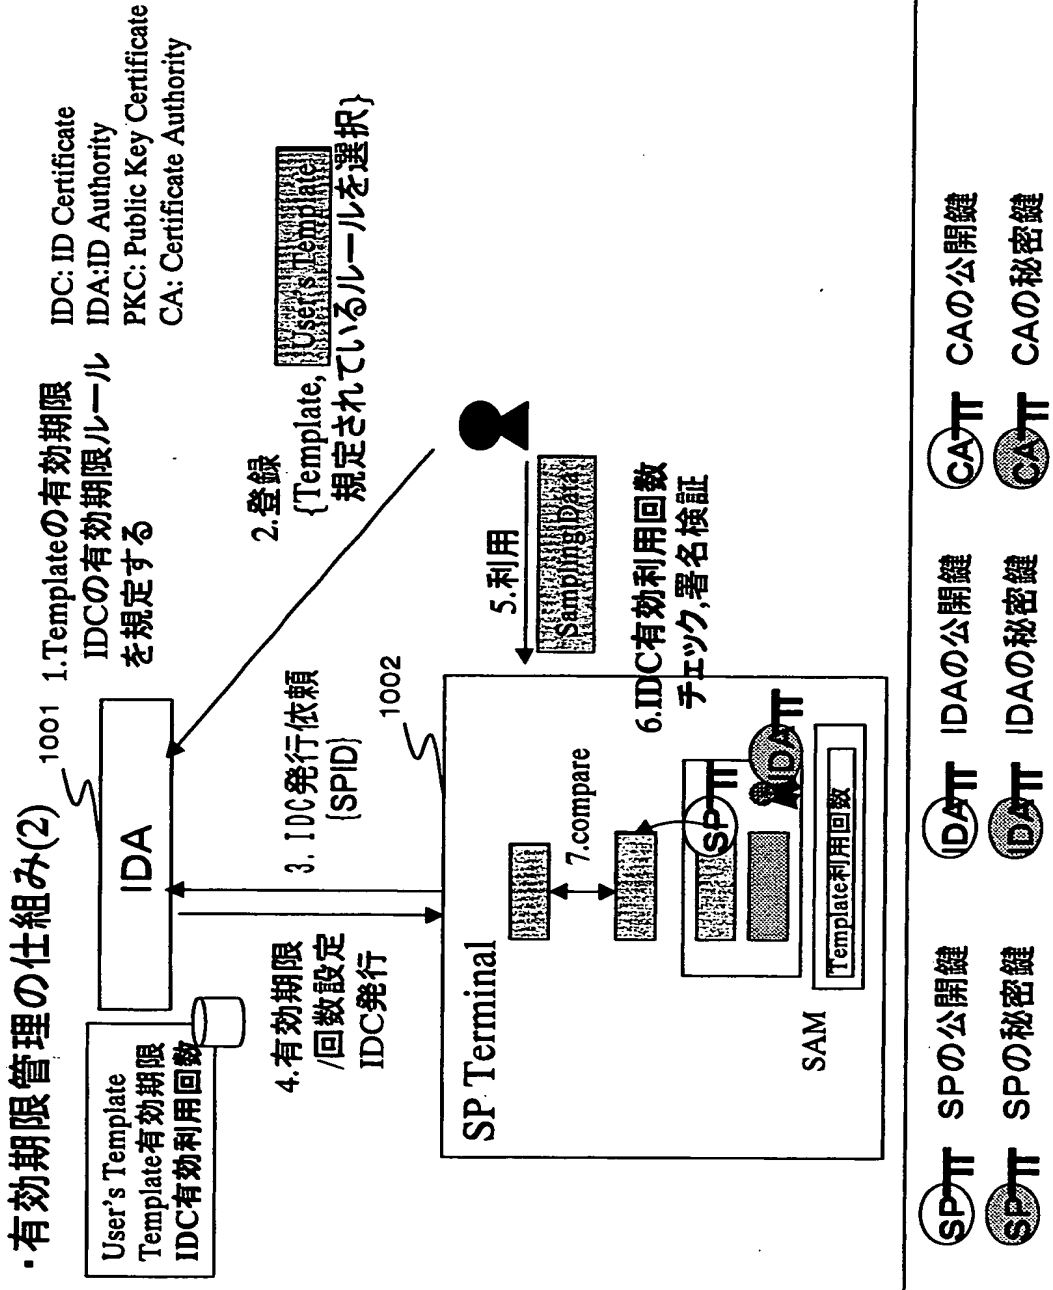 ・有効期限管理の仕組み(2)
IDC: ID Certificate
IDA:ID Authority
PKC: Public Key Certificate
CA: Certificate Authority
1.Templateの有効期限
IDCの有効期限ルール
を規定する
1001
IDA
User's Template
Template有効期限
IDC有効利用回数
2.登録
{Template, User's Template
規定されているルールを選択}
3. IDC発行依頼
{SPID}
4.有効期限
/回数設定
IDC発行
1002
5.利用
Sampling Data
SP Terminal
6.IDC有効利用回数
チェック,署名検証
7.compare
SP
IDA
SAM
Template利用回数
SP SPの公開鍵
IDA IDAの公開鍵
CA CAの公開鍵
SP SPの秘密鍵
IDA IDAの秘密鍵
CA CAの秘密鍵